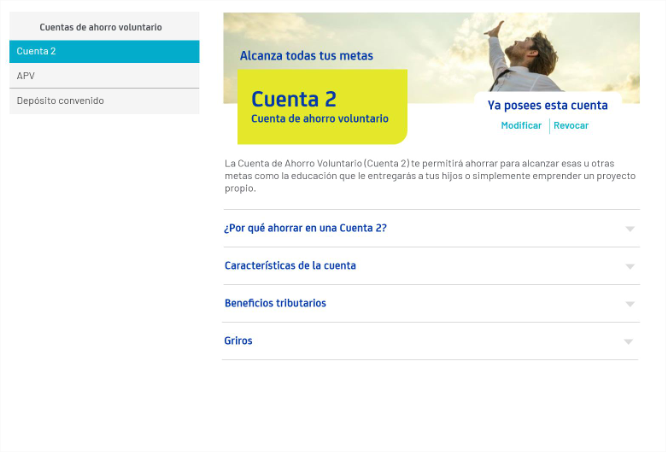 Cuentas de ahorro voluntario
Cuenta 2
APV
Depósito convenido
Alcanza todas tus metas
Cuenta 2
Cuenta de ahorro voluntario
Ya posees esta cuenta
Modificar Revocar
La Cuenta de Ahorro Voluntario (Cuenta 2) te permitirá ahorrar para alcanzar esas u otras
metas como la educación que le entregarás a tus hijos o simplemente emprender un proyecto
propio.
¿Por qué ahorrar en una Cuenta 2?
Características de la cuenta
Beneficios tributarios
Griros